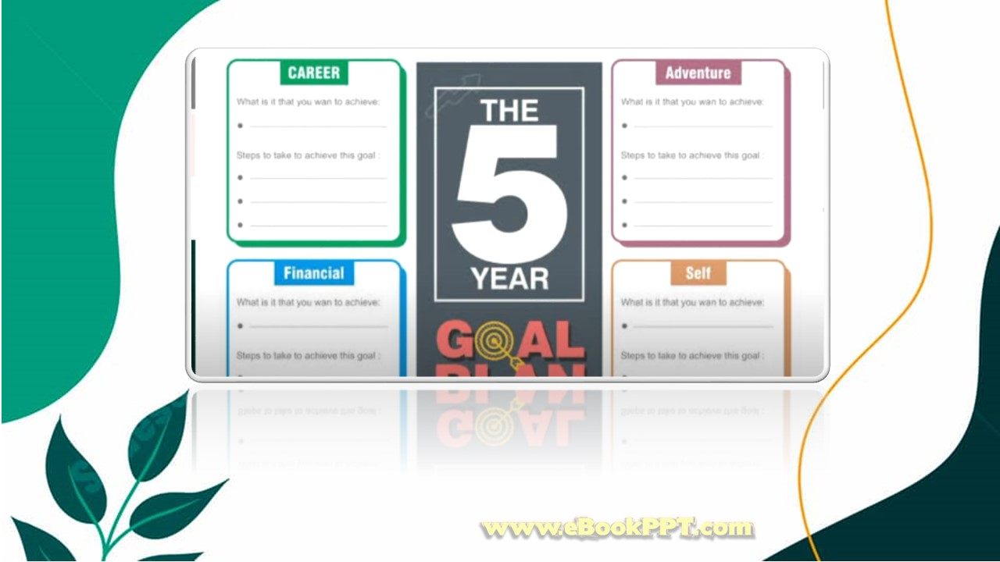 CAREER
What is it that you wan to achieve:
Steps to take to achieve this goal :
Financial
What is it that you wan to achieve:
Steps to take to achieve this goal :
THE
5
YEAR
GOAL
PLAN
Adventure
What is it that you wan to achieve:
Steps to take to achieve this goal :
Self
What is it that you wan to achieve:
Steps to take to achieve this goal :
www.eBookPPT.com